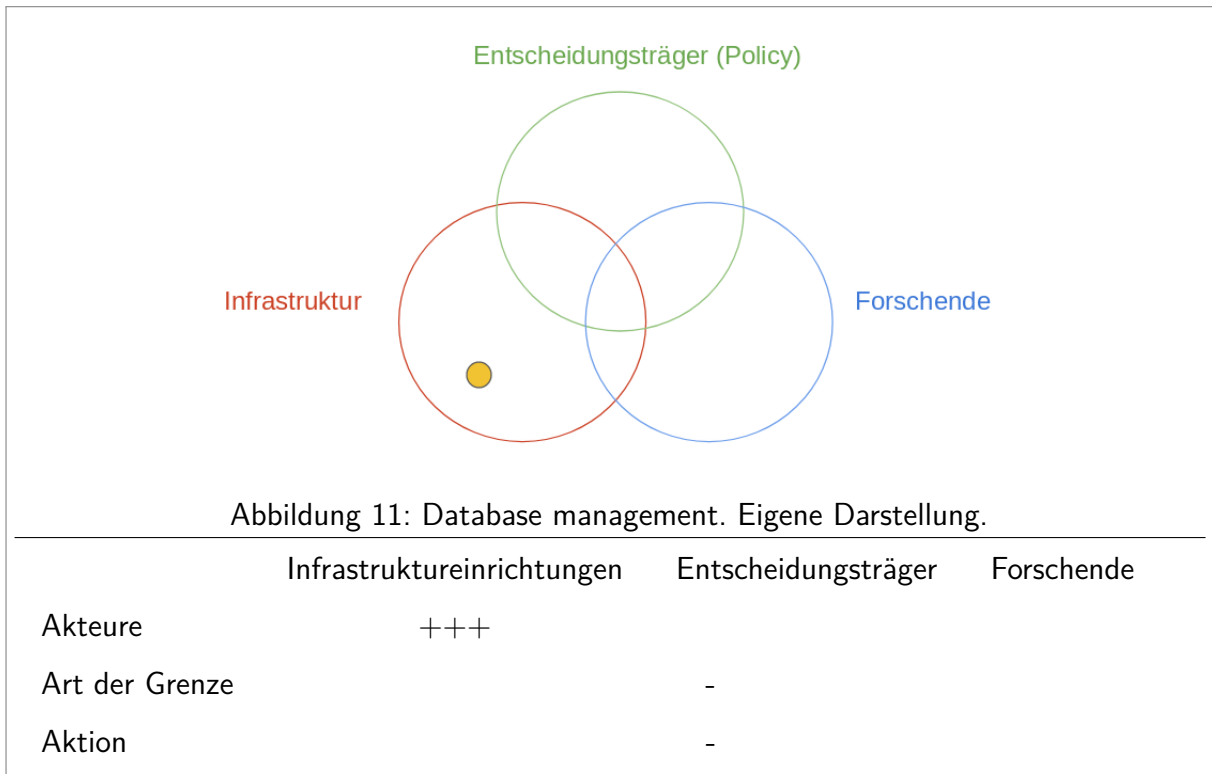 Entscheidungsträger (Policy)
Infrastruktur
Forschende
Abbildung 11: Database management. Eigene Darstellung.
Infrastruktureinrichtungen Entscheidungsträger Forschende
Akteure +++
Art der Grenze -
Aktion -